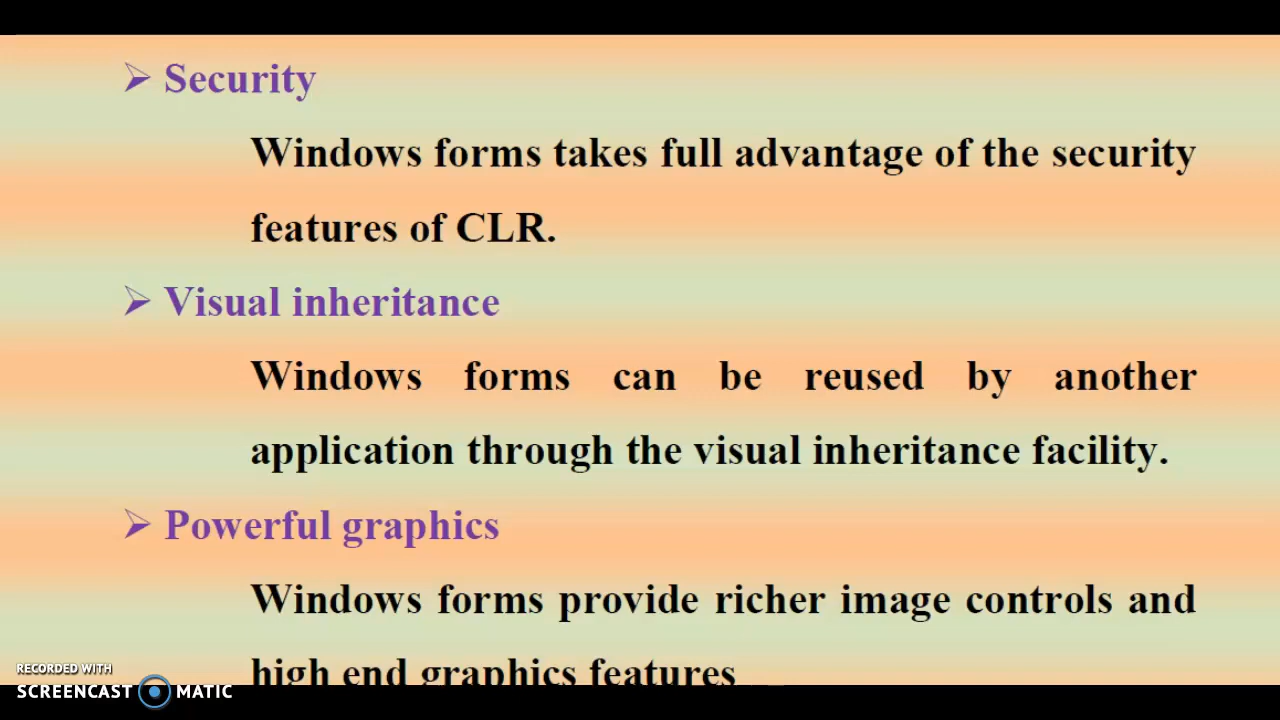 ➢ Security
Windows forms takes full advantage of the security
features of CLR.
➢ Visual inheritance
Windows forms can be reused by another
application through the visual inheritance facility.
➢ Powerful graphics
Windows forms provide richer image controls and
high end graphics features
RECORDED WITH
SCREENCAST MATIC